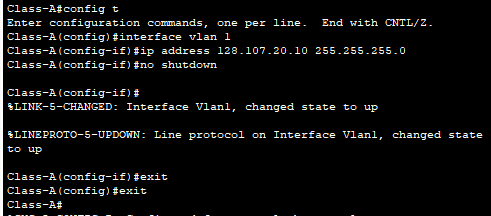 Class-A#config t
Enter configuration commands, one per line.  End with CNTL/Z.
Class-A(config)#interface vlan 1
Class-A(config-if)#ip address 128.107.20.10 255.255.255.0
Class-A(config-if)#no shutdown
Class-A(config-if)#
%LINK-5-CHANGED: Interface Vlan1, changed state to up
%LINEPROTO-5-UPDOWN: Line protocol on Interface Vlan1, changed state
to up
Class-A(config-if)#exit
Class-A(config)#exit
Class-A#